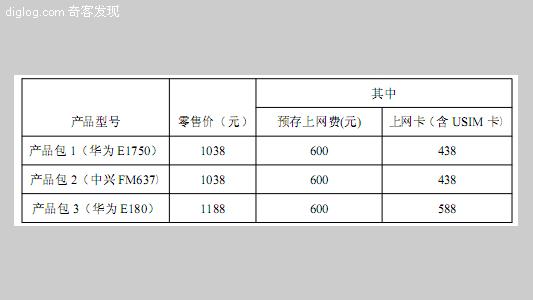 diglog.com 奇客发现
其中
产品型号 零售价（元） 预存上网费(元) 上网卡（含 USIM 卡)
产品包 1（华为 E1750） 1038 600 438
产品包 2（中兴 FM637) 1038 600 438
产品包 3（华为 E180） 1188 600 588